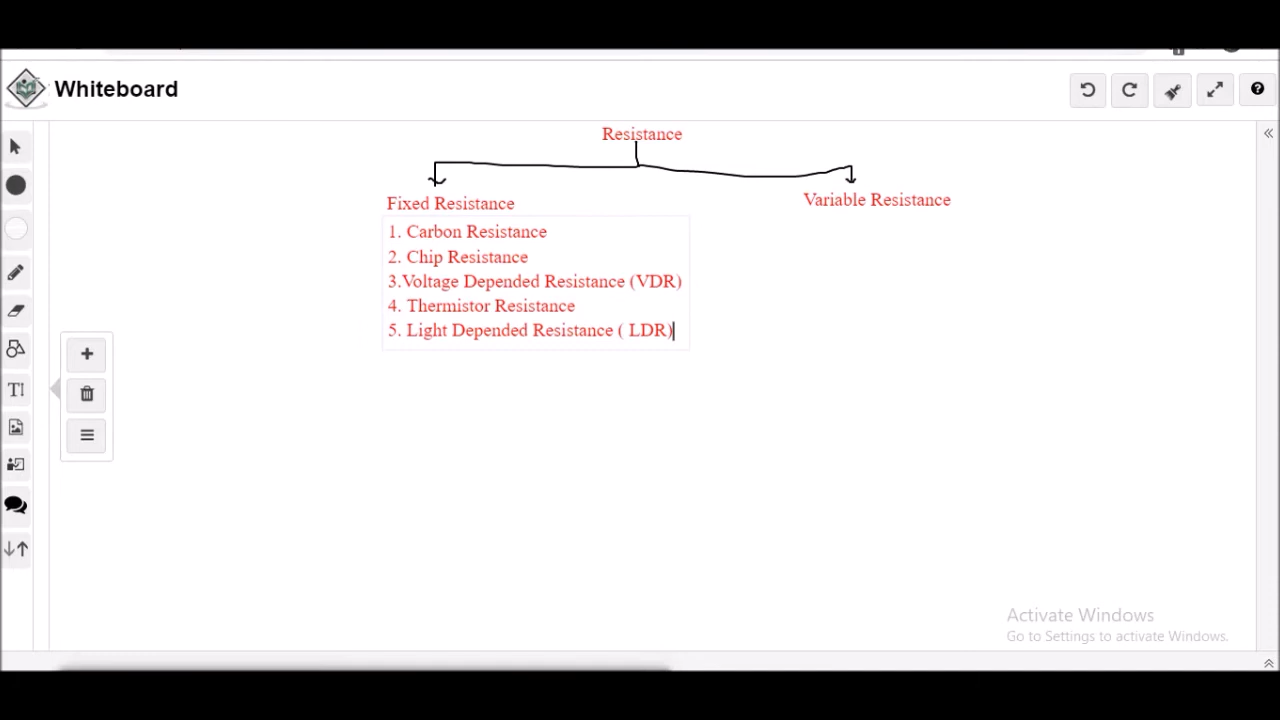 Whiteboard
Resistance
Fixed Resistance
Variable Resistance
1. Carbon Resistance
2. Chip Resistance
3.Voltage Depended Resistance (VDR)
4. Thermistor Resistance
5. Light Depended Resistance ( LDR)
Activate Windows
Go to Settings to activate Windows.